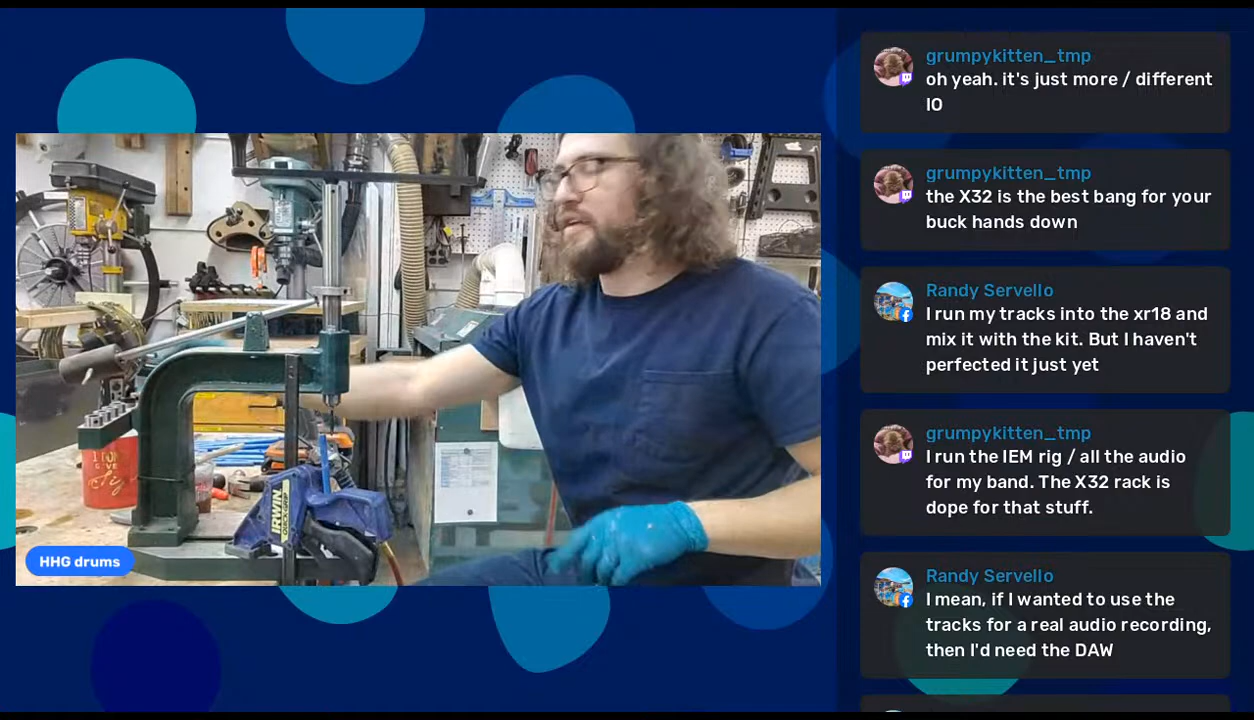 grumpykitten_tmp
oh yeah. it's just more / different
IO
grumpykitten_tmp
the X32 is the best bang for your
buck hands down
Randy Servello
I run my tracks into the xr18 and
mix it with the kit. But I haven't
perfected it just yet
grumpykitten_tmp
I run the IEM rig / all the audio
for my band. The X32 rack is
dope for that stuff.
Randy Servello
I mean, if I wanted to use the
tracks for a real audio recording,
then I'd need the DAW
IRWIN
QUICK-GRIP
HHG drums